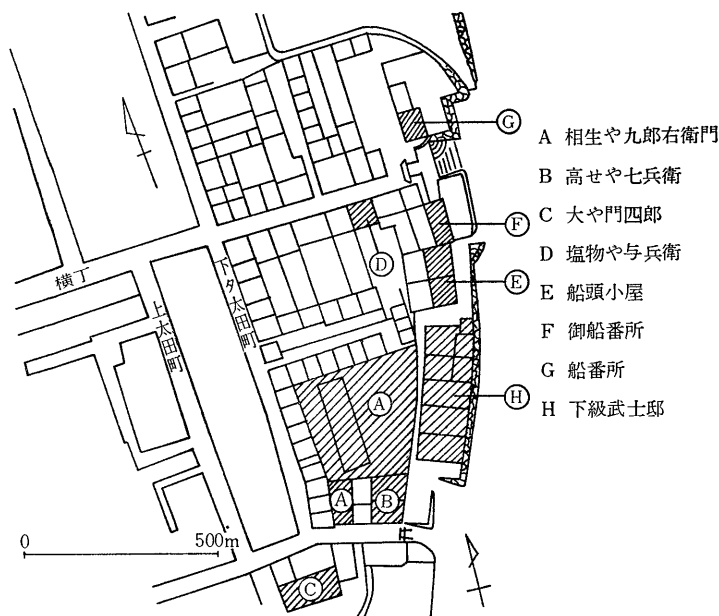 G
A 相生や九郎右衛門
B 高せや七兵衛
F
C 大や門四郎
D
D 塩物や与兵衛
E
E 船頭小屋
横丁
下夕太田町
上太田町
F 御船番所
G 船番所
A
H
H 下級武士邸
A
B
0 500m
C